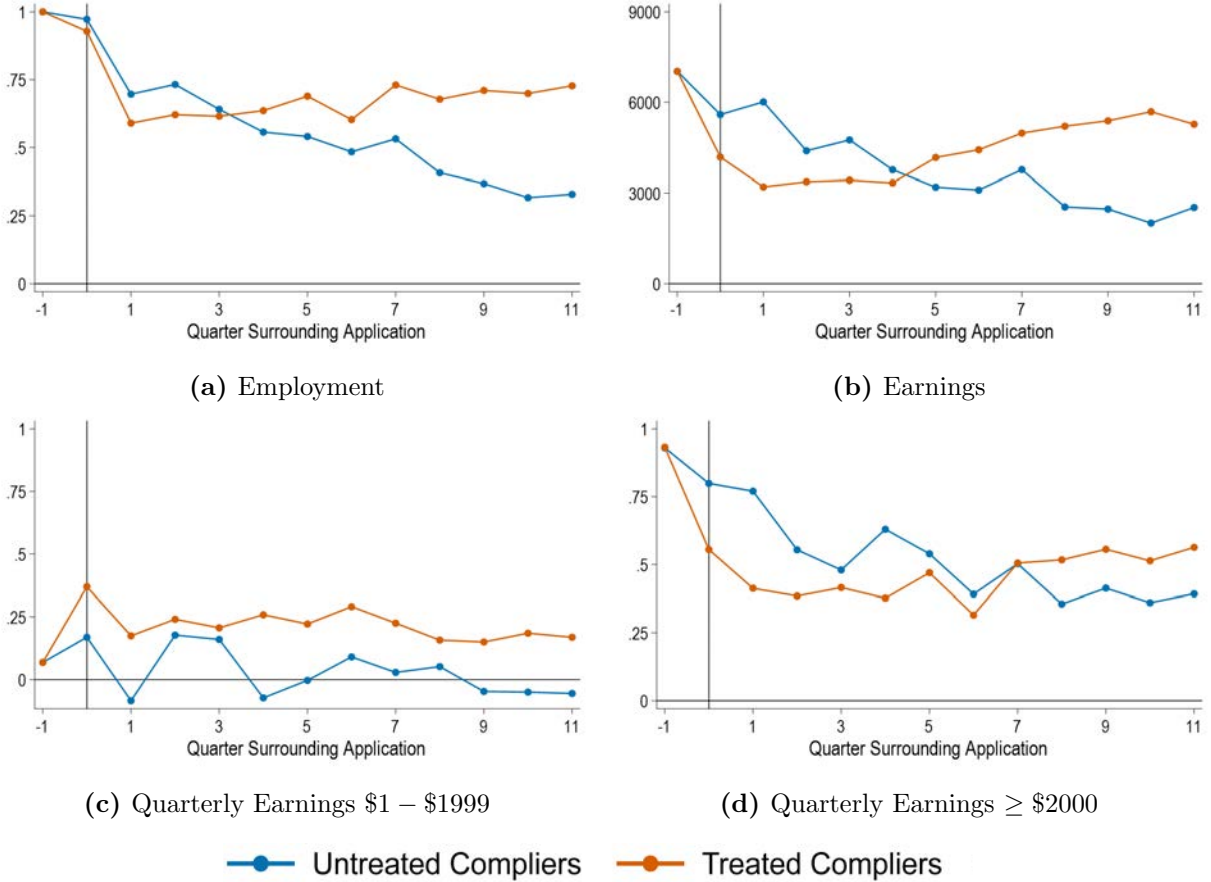 1
.75
.5
.25
0
-1 1 3 5 7 9 11
Quarter Surrounding Application
(a) Employment
9000
6000
3000
0
-1 1 3 5 7 9 11
Quarter Surrounding Application
(b) Earnings
1
.75
.5
.25
0
-1 1 3 5 7 9 11
Quarter Surrounding Application
(c) Quarterly Earnings $1 − $1999
1
.75
.5
.25
0
-1 1 3 5 7 9 11
Quarter Surrounding Application
(d) Quarterly Earnings ≥ $2000
Untreated Compliers Treated Compliers